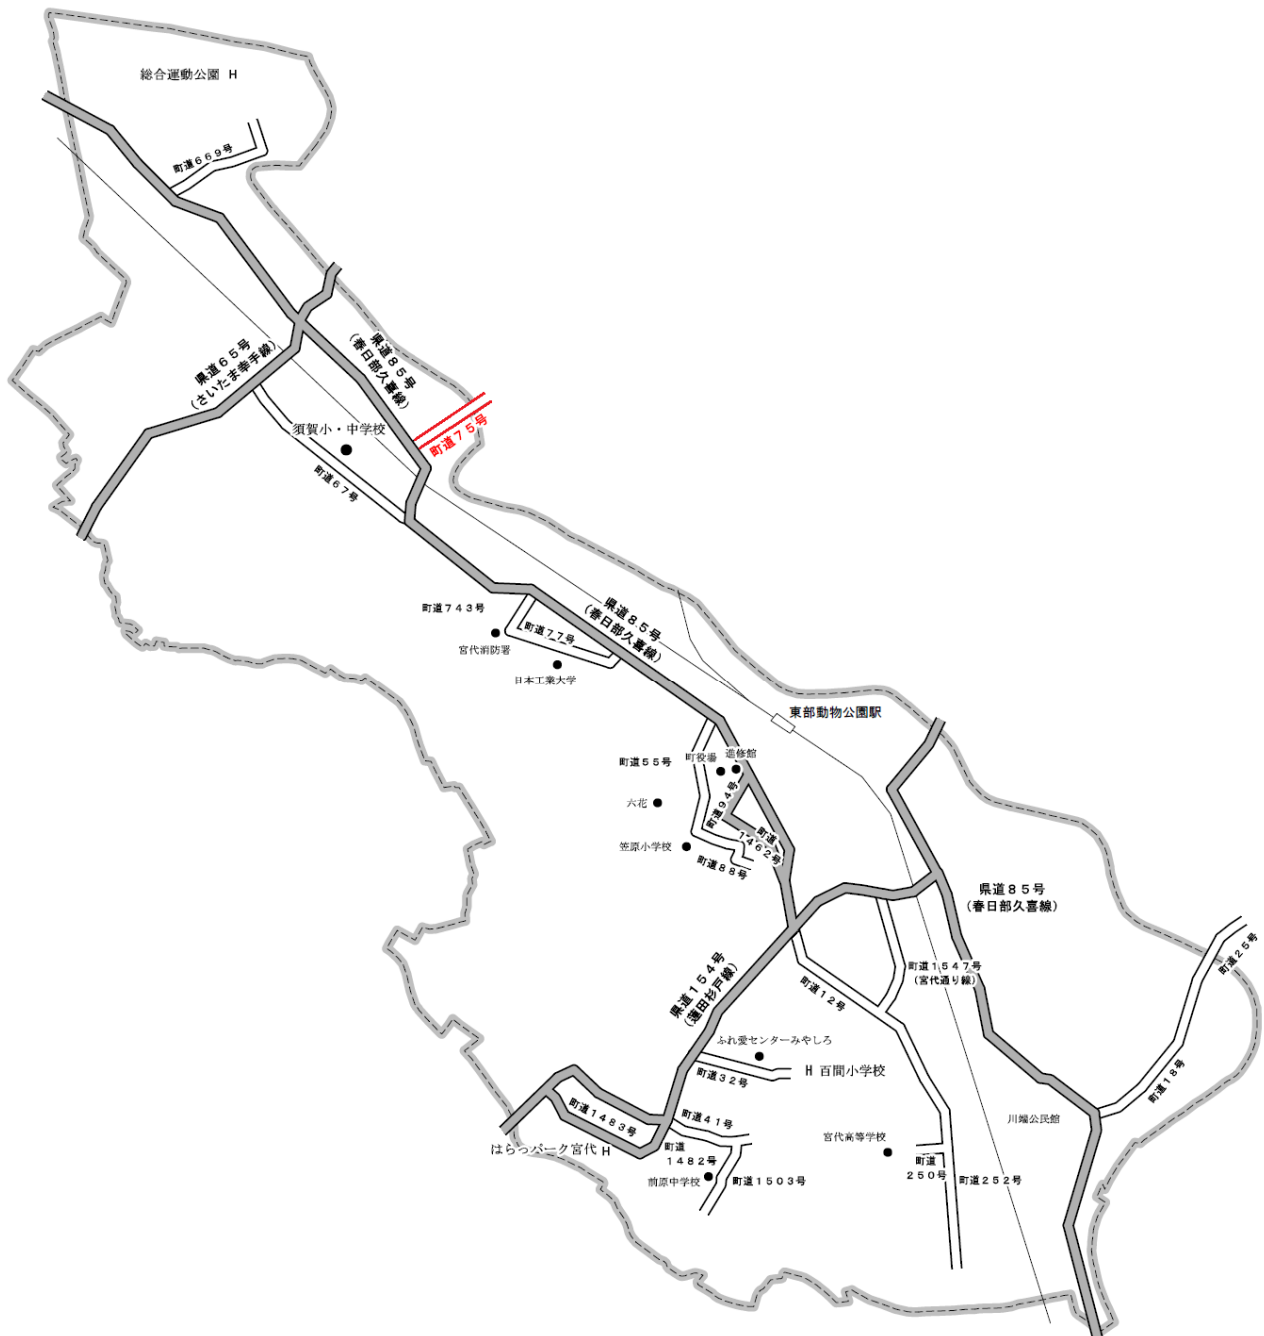 総合運動公園 H
町道６６９号
県道６５号
(さいたま幸手線)
県道８５号
(春日部久喜線)
町道７５号
須賀小・中学校
町道６７号
町道７４３号
町道７７号
宮代消防署
日本工業大学
県道８５号
(春日部久喜線)
東部動物公園駅
町道５５号
町役場
進修館
六花
町道９４号
町道
１４６２号
笠原小学校
町道８８号
県道８５号
(春日部久喜線)
町道２５号
町道１５４７号
(宮代通り線)
県道１５４号
(蓮田杉戸線)
町道１２号
ふれ愛センターみやしろ
町道３２号
H 百間小学校
町道１８号
町道１４８３号
町道４１号
川端公民館
宮代高等学校
はらっパーク宮代 H
町道
１４８２号
町道
２５０号
前原中学校
町道１５０３号
町道２５２号